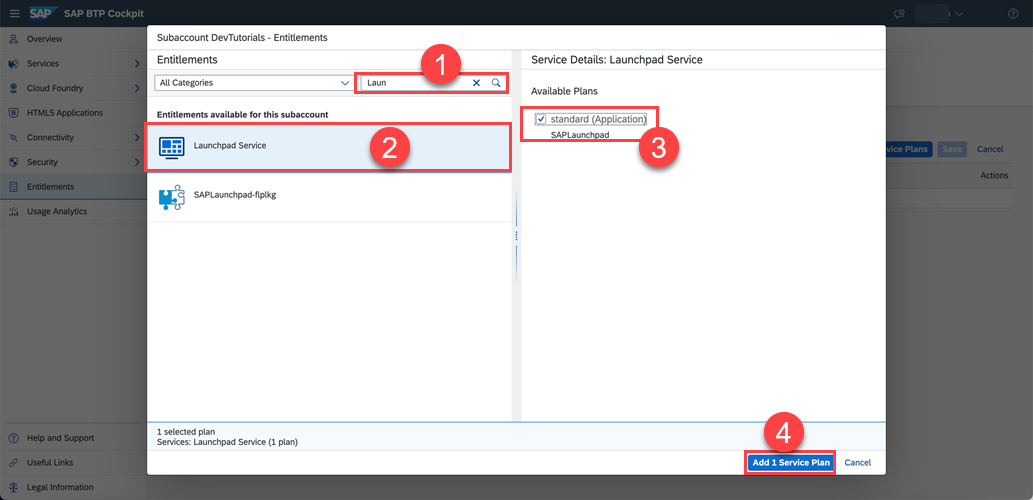 SAP SAP BTP Cockpit
Overview
Services
Cloud Foundry
HTML5 Applications
Connectivity
Security
Entitlements
Usage Analytics
Help and Support
Useful Links
Legal Information
Subaccount DevTutorials - Entitlements
Entitlements
1
All Categories
Laun
Entitlements available for this subaccount
Launchpad Service
2
SAPLaunchpad-flplkg
Service Details: Launchpad Service
Available Plans
standard (Application)
SAPLaunchpad
3
1 selected plan
Services: Launchpad Service (1 plan)
4
Add 1 Service Plan
Cancel
vice Plans
Save
Cancel
Actions